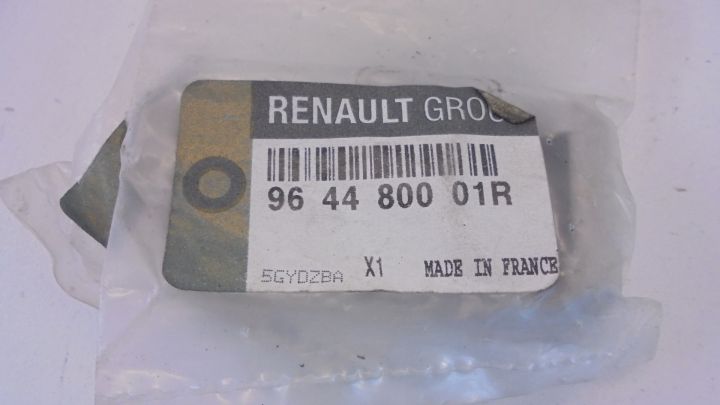 RENAULT GROU
96 44 800 01R
5GYDZBA X1 MADE IN FRANCE